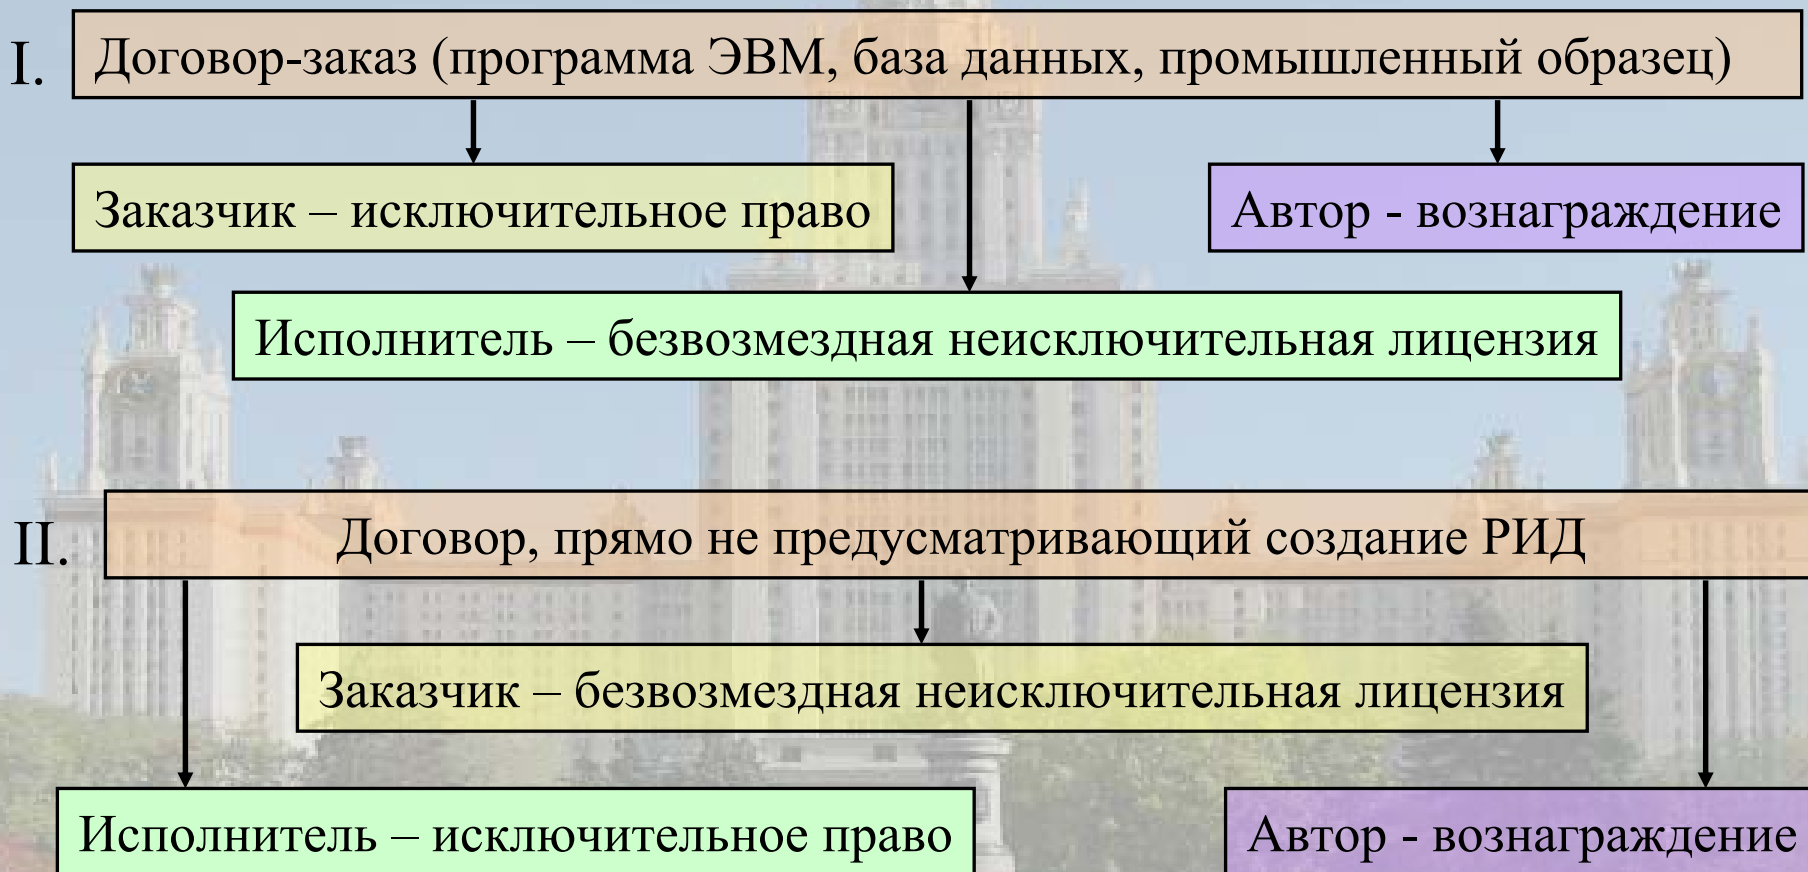 I.
Договор-заказ (программа ЭВМ, база данных, промышленный образец)
Заказчик – исключительное право
Автор - вознаграждение
Исполнитель – безвозмездная неисключительная лицензия
II.
Договор, прямо не предусматривающий создание РИД
Заказчик – безвозмездная неисключительная лицензия
Исполнитель – исключительное право
Автор - вознаграждение